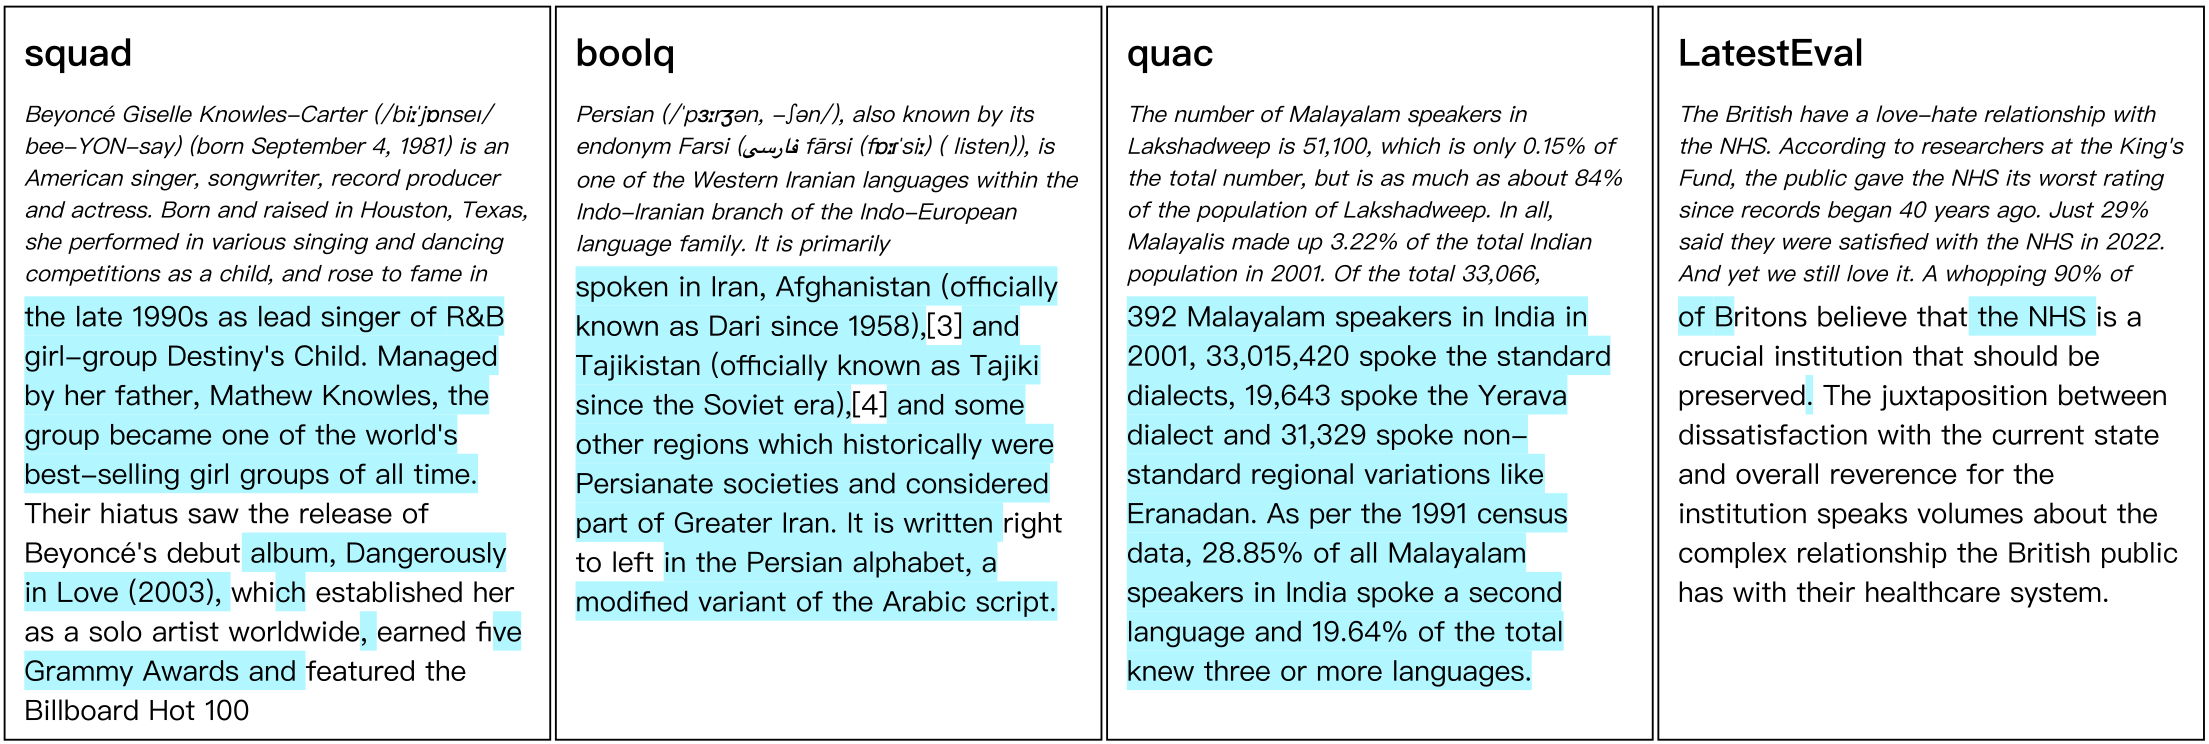 squad
Beyoncé Giselle Knowles-Carter (/biːˈjɒnseɪ/
bee-YON-say) (born September 4, 1981) is an
American singer, songwriter, record producer
and actress. Born and raised in Houston, Texas,
she performed in various singing and dancing
competitions as a child, and rose to fame in
the late 1990s as lead singer of R&B
girl-group Destiny's Child. Managed
by her father, Mathew Knowles, the
group became one of the world's
best-selling girl groups of all time.
Their hiatus saw the release of
Beyoncé's debut album, Dangerously
in Love (2003), which established her
as a solo artist worldwide, earned five
Grammy Awards and featured the
Billboard Hot 100
boolq
Persian (/ˈpɜːrʒən, -ʃən/), also known by its
endonym Farsi (فارسی fārsi (fɒːrˈsiː) ( listen)), is
one of the Western Iranian languages within the
Indo-Iranian branch of the Indo-European
language family. It is primarily
spoken in Iran, Afghanistan (officially
known as Dari since 1958),[3] and
Tajikistan (officially known as Tajiki
since the Soviet era),[4] and some
other regions which historically were
Persianate societies and considered
part of Greater Iran. It is written right
to left in the Persian alphabet, a
modified variant of the Arabic script.
quac
The number of Malayalam speakers in
Lakshadweep is 51,100, which is only 0.15% of
the total number, but is as much as about 84%
of the population of Lakshadweep. In all,
Malayalis made up 3.22% of the total Indian
population in 2001. Of the total 33,066,
392 Malayalam speakers in India in
2001, 33,015,420 spoke the standard
dialects, 19,643 spoke the Yerava
dialect and 31,329 spoke non-
standard regional variations like
Eranadan. As per the 1991 census
data, 28.85% of all Malayalam
speakers in India spoke a second
language and 19.64% of the total
knew three or more languages.
LatestEval
The British have a love-hate relationship with
the NHS. According to researchers at the King's
Fund, the public gave the NHS its worst rating
since records began 40 years ago. Just 29%
said they were satisfied with the NHS in 2022.
And yet we still love it. A whopping 90% of
of Britons believe that the NHS is a
crucial institution that should be
preserved. The juxtaposition between
dissatisfaction with the current state
and overall reverence for the
institution speaks volumes about the
complex relationship the British public
has with their healthcare system.